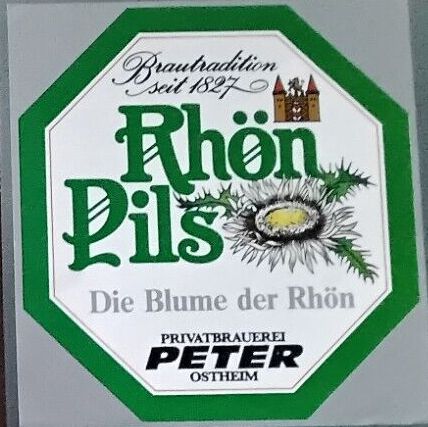 Brautradition
seit 1827
Rhön
Pils
Die Blume der Rhön
PRIVATBRAUEREI
PETER
OSTHEIM